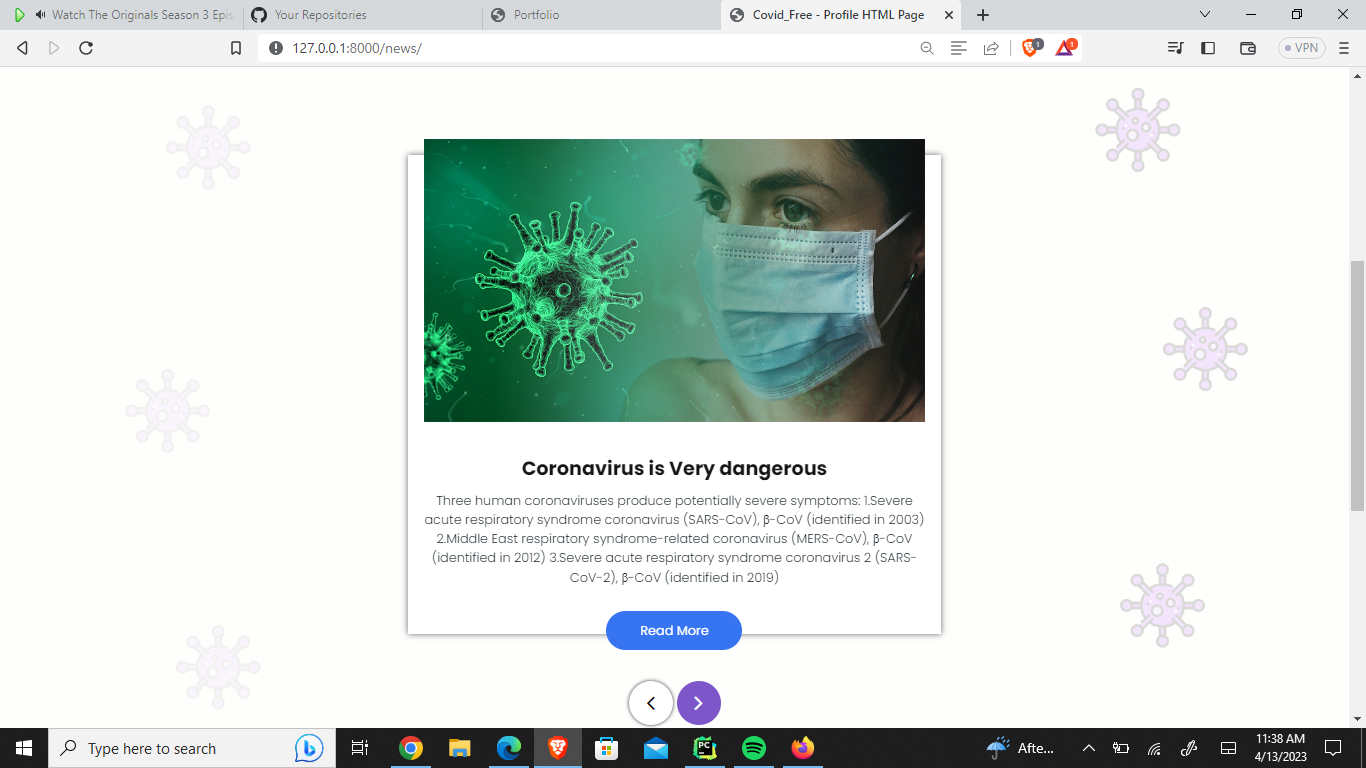 Watch The Originals Season 3 Epis
Your Repositories
Portfolio
Covid_Free - Profile HTML Page
127.0.0.1:8000/news/
1
1
VPN
Coronavirus is Very dangerous
Three human coronaviruses produce potentially severe symptoms: 1.Severe
acute respiratory syndrome coronavirus (SARS-CoV), β-CoV (identified in 2003)
2.Middle East respiratory syndrome-related coronavirus (MERS-CoV), β-CoV
(identified in 2012) 3.Severe acute respiratory syndrome coronavirus 2 (SARS-
CoV-2), β-CoV (identified in 2019)
Read More
Type here to search
PC
Afte...
11:38 AM
4/13/2023